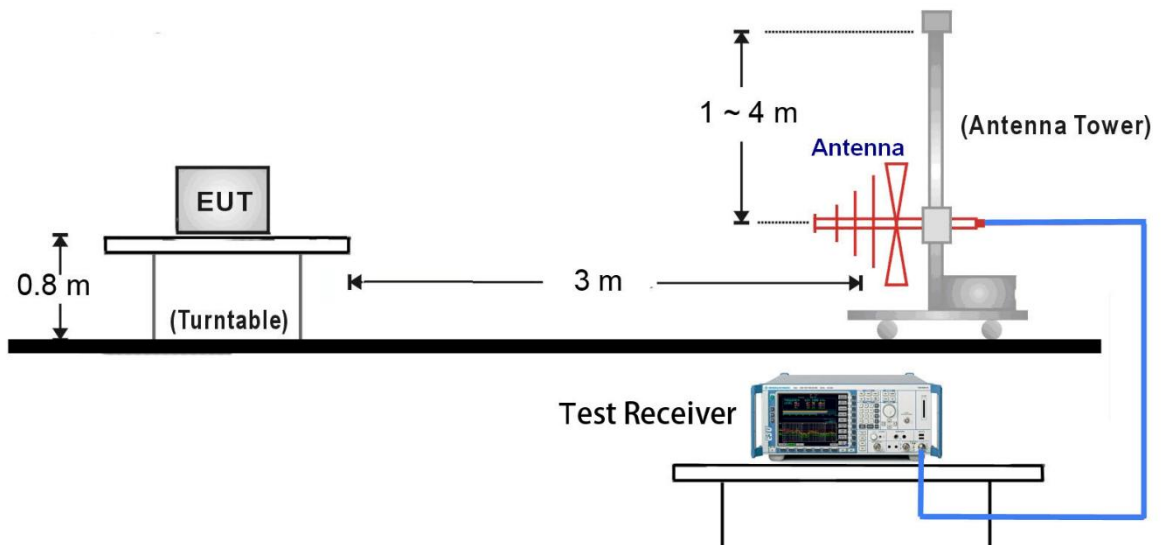 1 ~ 4 m
(Antenna Tower)
Antenna
EUT
0.8 m
3 m
(Turntable)
Test Receiver